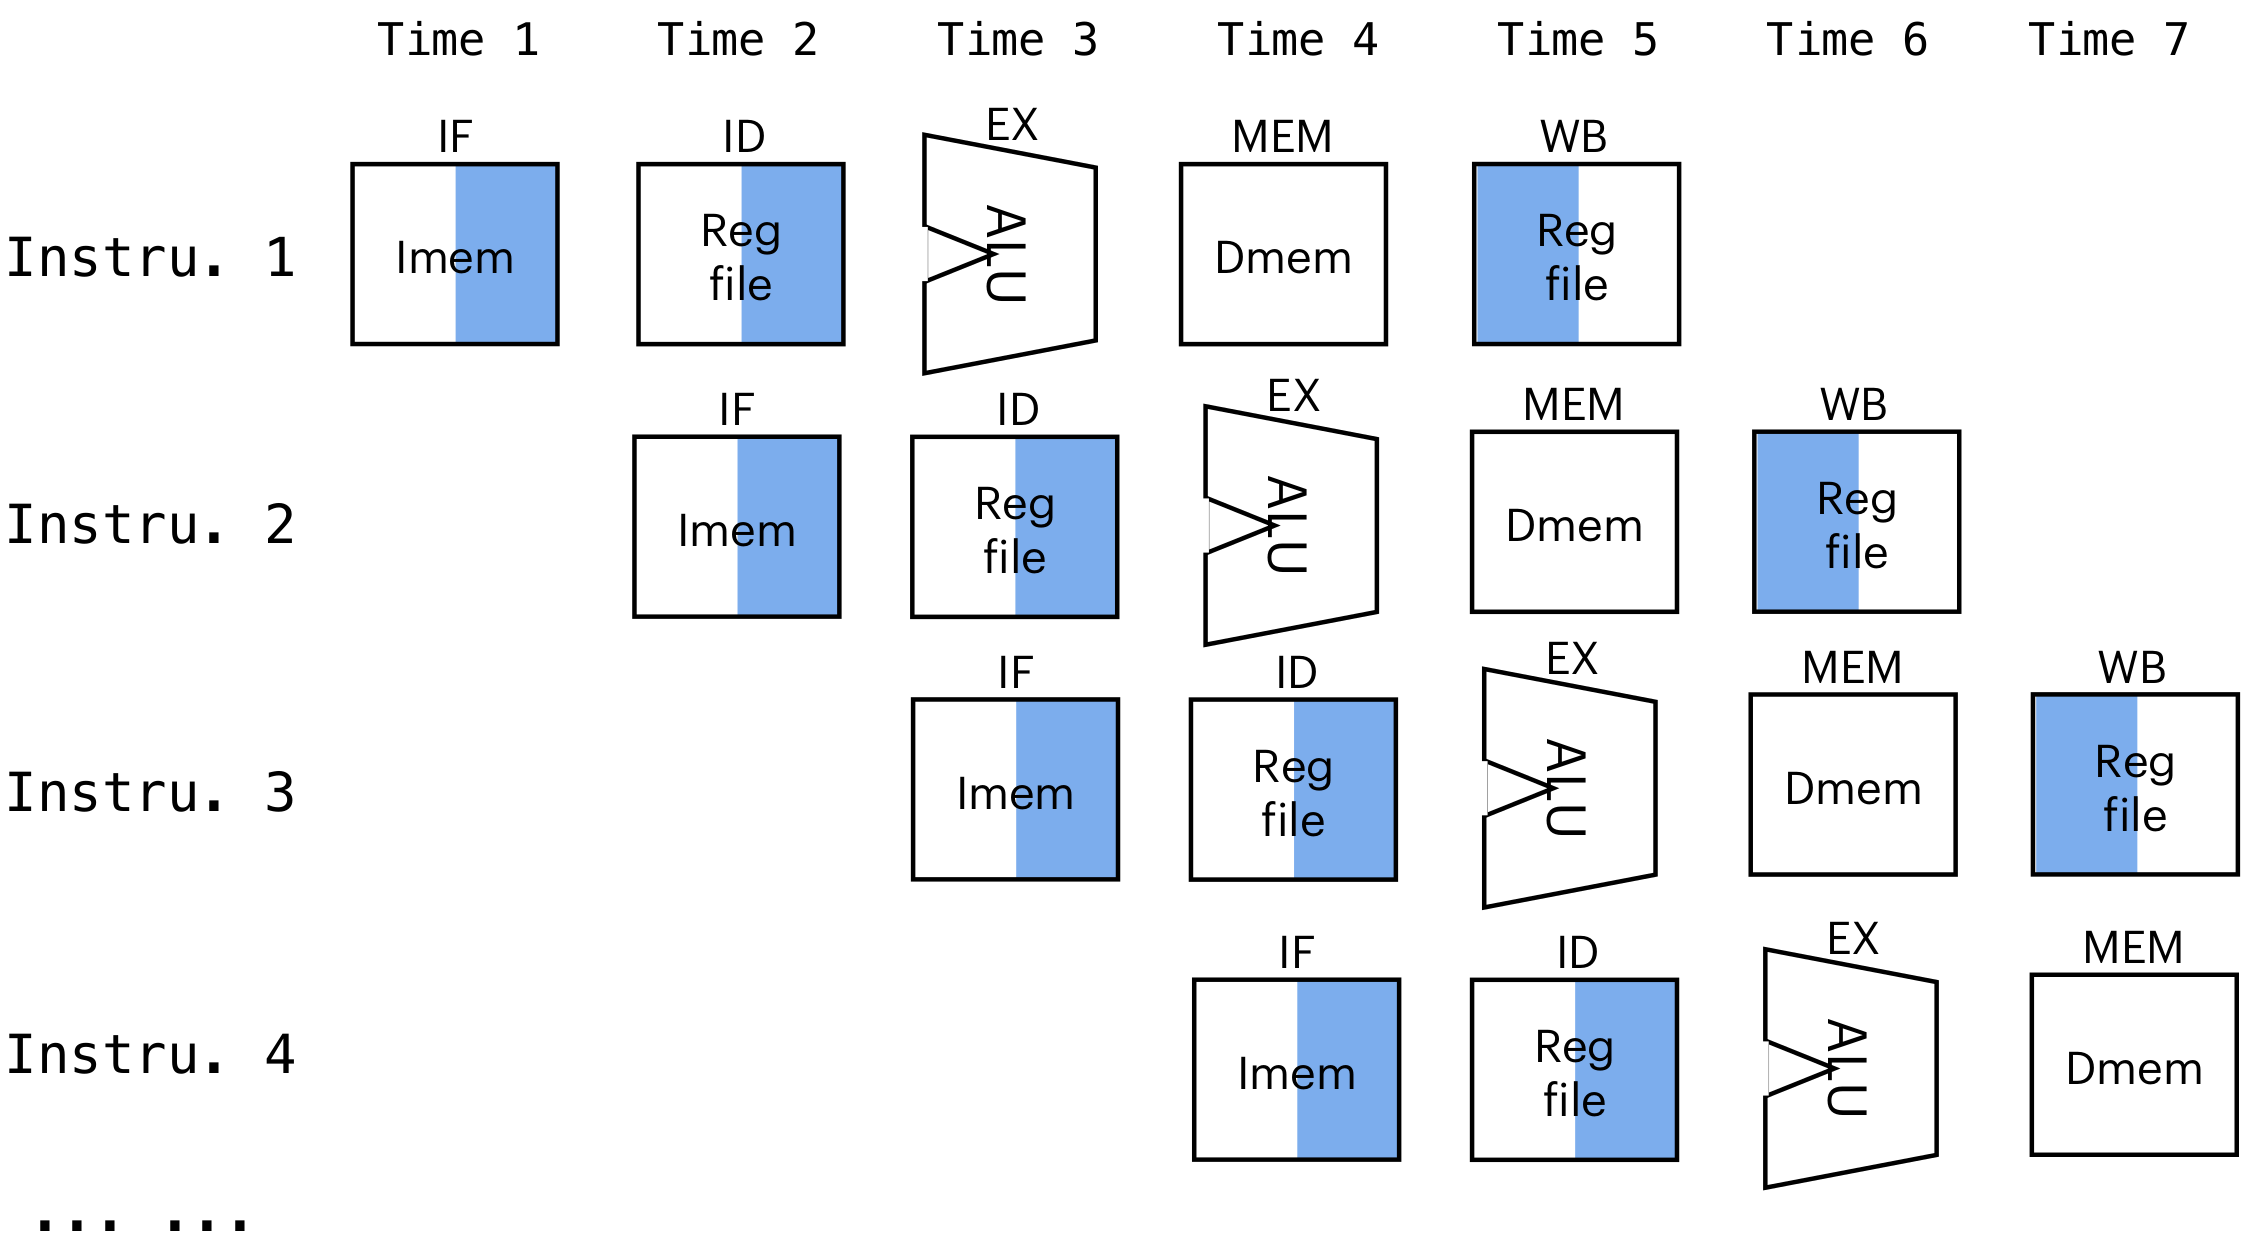 Time 1 Time 2 Time 3 Time 4 Time 5 Time 6 Time 7
IF ID EX MEM WB
Instru. 1 Imem Reg file ALU Dmem Reg file
IF ID EX MEM WB
Instru. 2 Imem Reg file ALU Dmem Reg file
IF ID EX MEM WB
Instru. 3 Imem Reg file ALU Dmem Reg file
IF ID EX MEM
Instru. 4 Imem Reg file ALU Dmem
... ...